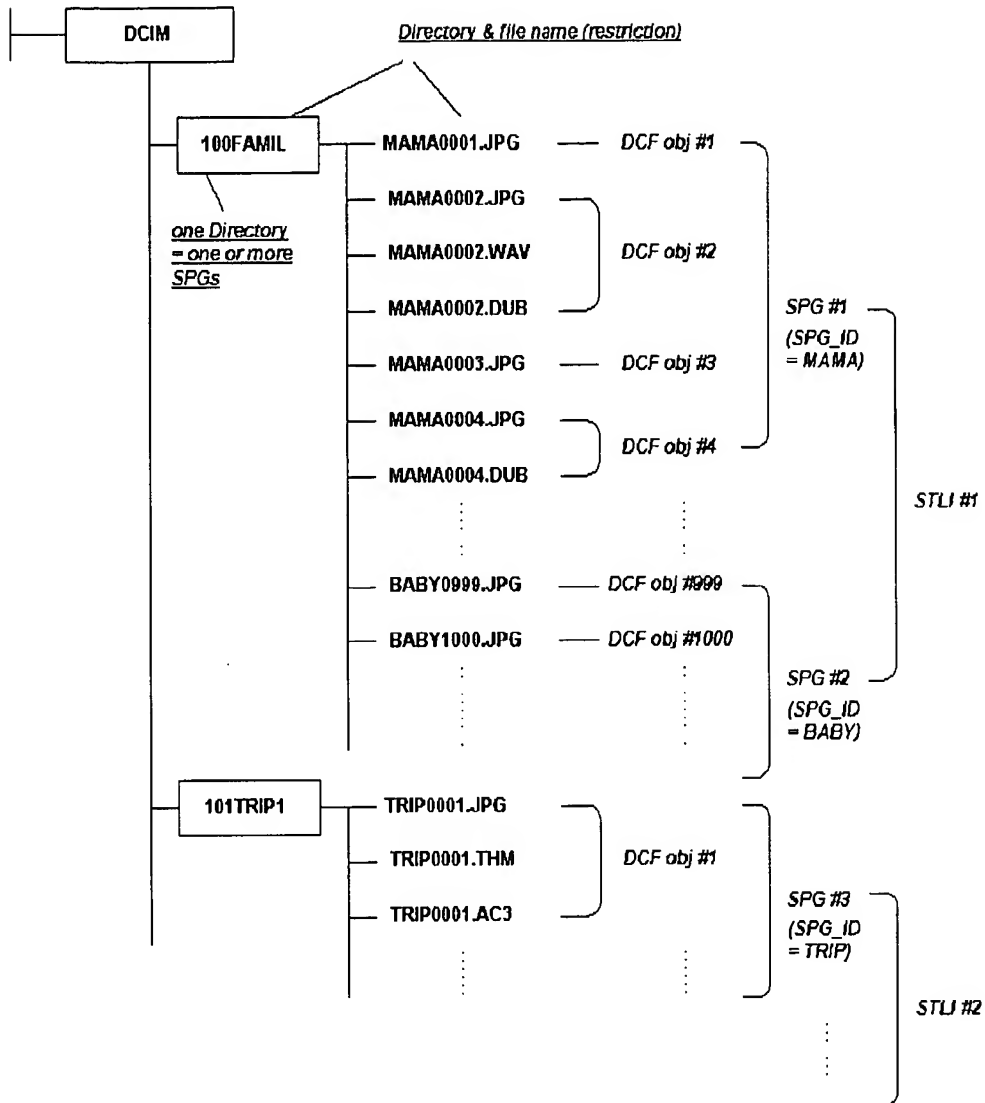 DCIM
Directory & file name (restriction)
100FAMIL
MAMA0001.JPG
DCF obj #1
MAMA0002.JPG
one Directory
= one or more
SPGs
MAMA0002.WAV
DCF obj #2
MAMA0002.DUB
SPG #1
(SPG_ID
= MAMA)
MAMA0003.JPG
DCF obj #3
MAMA0004.JPG
DCF obj #4
MAMA0004.DUB
STLI #1
BABY0999.JPG
DCF obj #999
BABY1000.JPG
DCF obj #1000
SPG #2
(SPG_ID
= BABY)
101TRIP1
TRIP0001.JPG
TRIP0001.THM
DCF obj #1
TRIP0001.AC3
SPG #3
(SPG_ID
= TRIP)
STLI #2